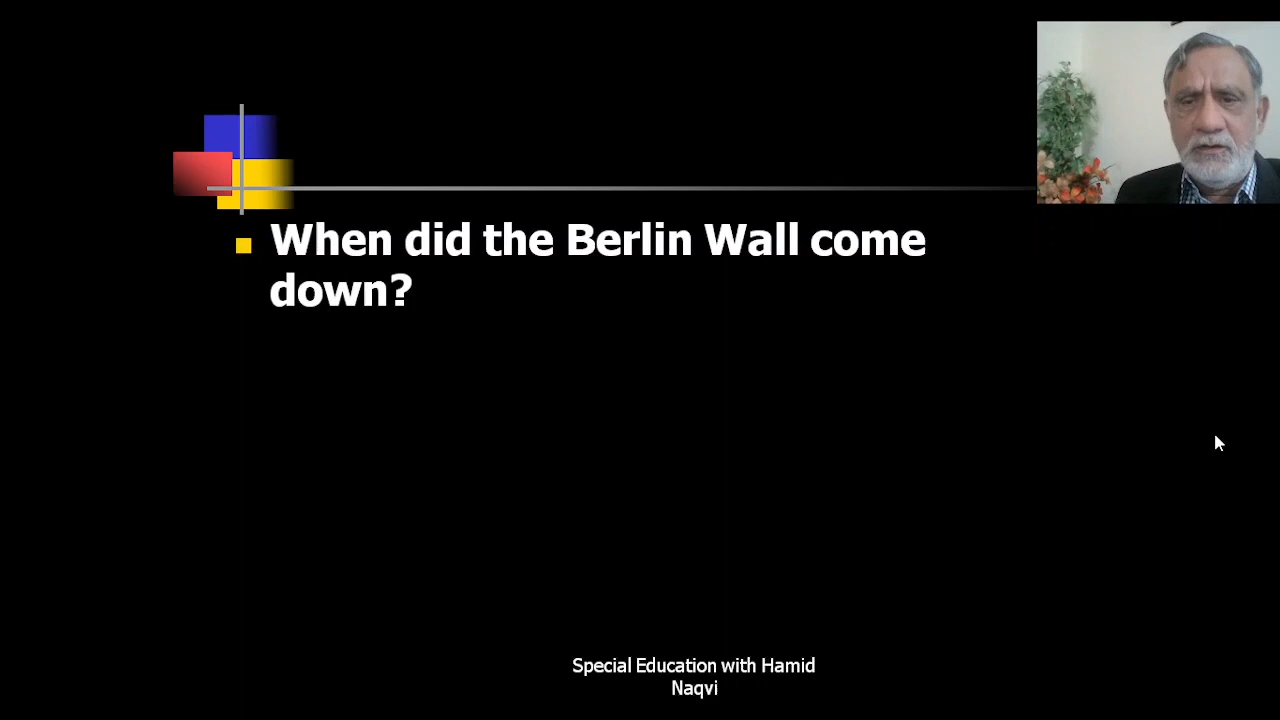 When did the Berlin Wall come
down?
Special Education with Hamid
Naqvi